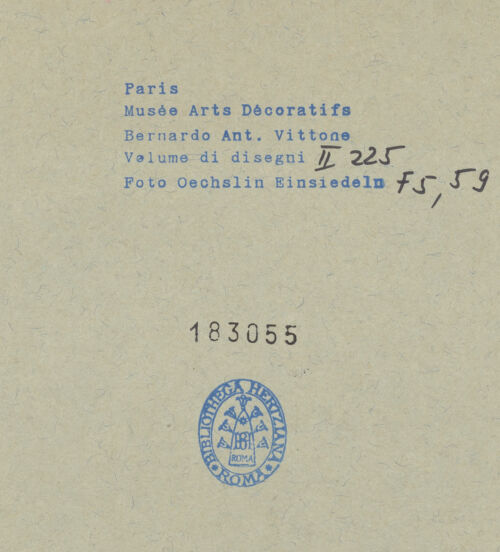 Paris
Musée Arts Décoratifs
Bernardo Ant. Vittone
Volume di disegni II 225
Foto Oechslin Einsiedeln F5,59
183055
BIBLIOTHECA HERTZIANA
ROMA
ROMA